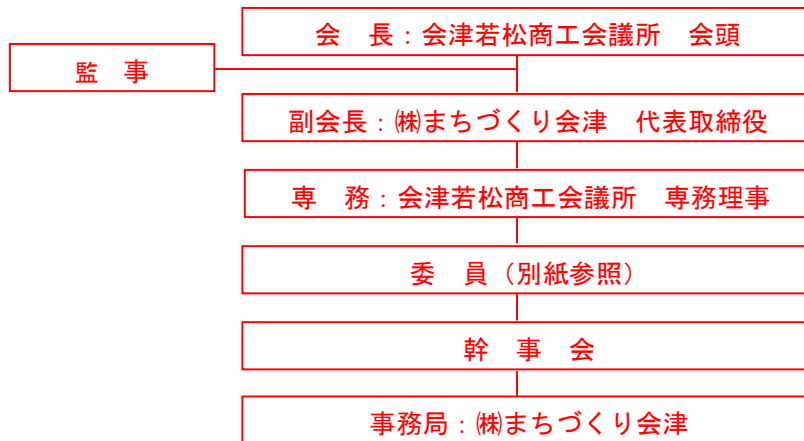 会　長：会津若松商工会議所　会頭
監　事
副会長：㈱まちづくり会津　代表取締役
専　務：会津若松商工会議所　専務理事
委　員（別紙参照）
幹　事　会
事務局：㈱まちづくり会津